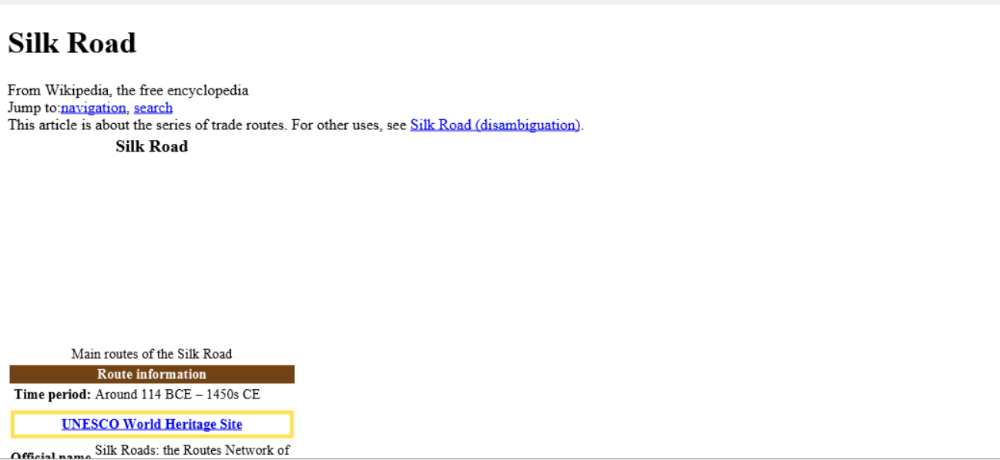 Silk Road
From Wikipedia, the free encyclopedia
Jump to:navigation, search
This article is about the series of trade routes. For other uses, see Silk Road (disambiguation).
Silk Road
Main routes of the Silk Road
Route information
Time period: Around 114 BCE – 1450s CE
UNESCO World Heritage Site
Official name Silk Roads: the Routes Network of